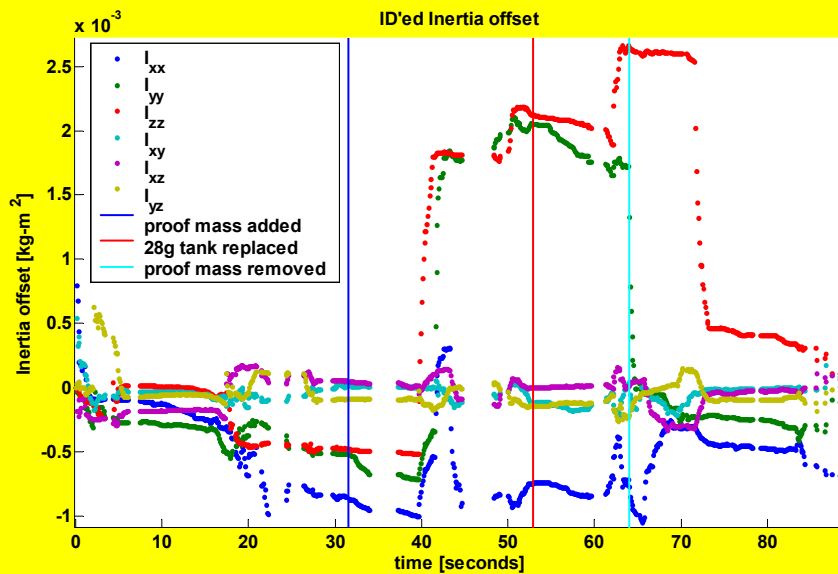 ID'ed Inertia offset
x 10^-3
Inertia offset [kg-m^2]
2.5
2
1.5
1
0.5
0
-0.5
-1
I_xx
I_yy
I_zz
I_xy
I_xz
I_yz
proof mass added
28g tank replaced
proof mass removed
0 10 20 30 40 50 60 70 80
time [seconds]